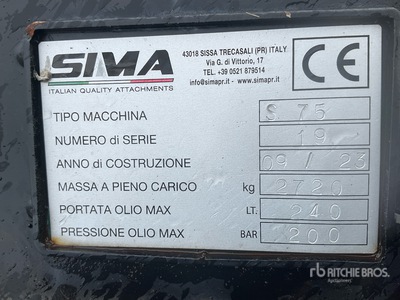 SIMA
ITALIAN QUALITY ATTACHMENTS
43018 SISSA TRECASALI (PR) ITALY
Via G. di Vittorio, 17
TEL. +39 0521 879514
info@simapr.it - www.simapr.it
CE
TIPO MACCHINA S 75
NUMERO di SERIE 19
ANNO di COSTRUZIONE 09 / 23
MASSA A PIENO CARICO kg 2720
PORTATA OLIO MAX LT. 240
PRESSIONE OLIO MAX BAR 200
rb RITCHIE BROS.
Auctioneers